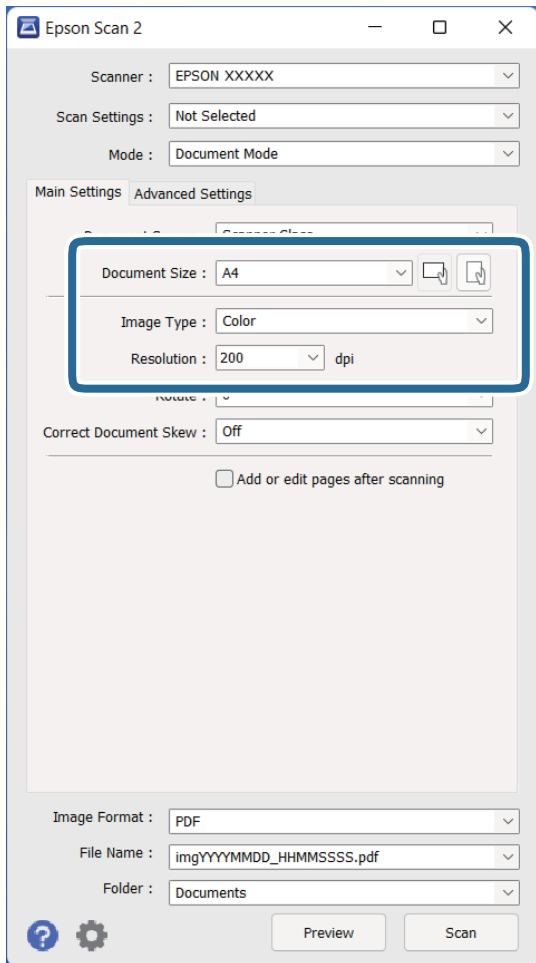 Epson Scan 2
Scanner : EPSON XXXXX
Scan Settings : Not Selected
Mode : Document Mode
Main Settings Advanced Settings
Document Size : A4
Image Type : Color
Resolution : 200 dpi
Correct Document Skew : Off
Add or edit pages after scanning
Image Format : PDF
File Name : imgYYYYMMDD_HHMMSSSS.pdf
Folder : Documents
? Preview Scan